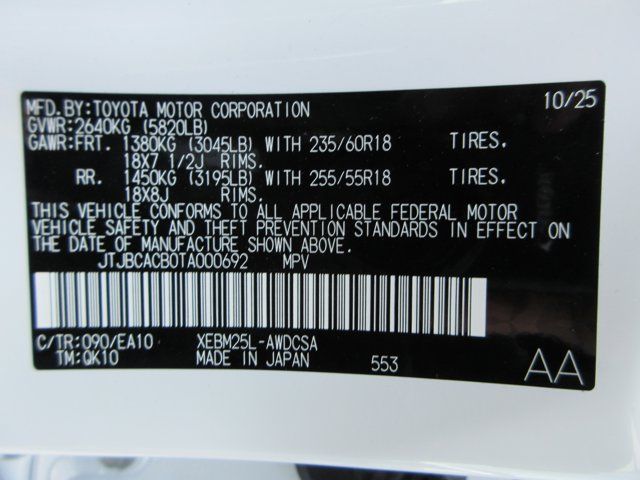 MFD.BY:TOYOTA MOTOR CORPORATION 10/25
GVWR:2640KG (5820LB)
GAWR:FRT. 1380KG (3045LB) WITH 235/60R18 TIRES.
18X7 1/2J RIMS.
RR. 1450KG (3195LB) WITH 255/55R18 TIRES.
18X8J RIMS.
THIS VEHICLE CONFORMS TO ALL APPLICABLE FEDERAL MOTOR
VEHICLE SAFETY AND THEFT PREVENTION STANDARDS IN EFFECT ON
THE DATE OF MANUFACTURE SHOWN ABOVE.
JTJBCACB0TA000692 MPV
C/TR:090/EA10 XEBM25L-AWDCSA
TM:QK10 MADE IN JAPAN 553 AA